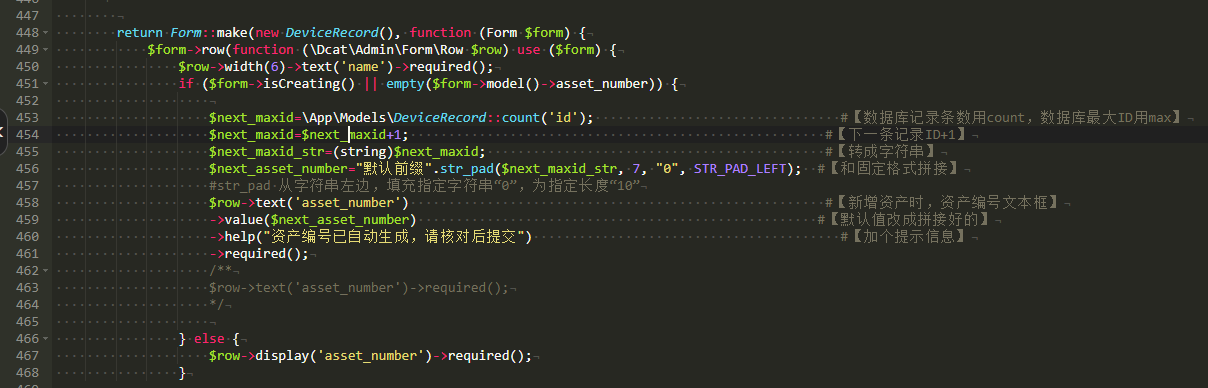 447
448 return Form::make(new DeviceRecord(), function (Form $form) {
449 $form->row(function (\Dcat\Admin\Form\Row $row) use ($form) {
450 $row->width(6)->text('name')->required();
451 if ($form->isCreating() || empty($form->model()->asset_number)) {
452
453 $next_maxid=\App\Models\DeviceRecord::count('id'); #【数据库记录条数用count，数据库最大ID用max】
454 $next_maxid=$next_maxid+1; #【下一条记录ID+1】
455 $next_maxid_str=(string)$next_maxid; #【转成字符串】
456 $next_asset_number="默认前缀".str_pad($next_maxid_str, 7, "0", STR_PAD_LEFT); #【和固定格式拼接】
457 #str_pad 从字符串左边，填充指定字符串“0”，为指定长度“10”
458 $row->text('asset_number') #【新增资产时，资产编号文本框】
459 ->value($next_asset_number) #【默认值改成拼接好的】
460 ->help("资产编号已自动生成，请核对后提交") #【加个提示信息】
461 ->required();
462 /**
463 $row->text('asset_number')->required();
464 */
465
466 } else {
467 $row->display('asset_number')->required();
468 }